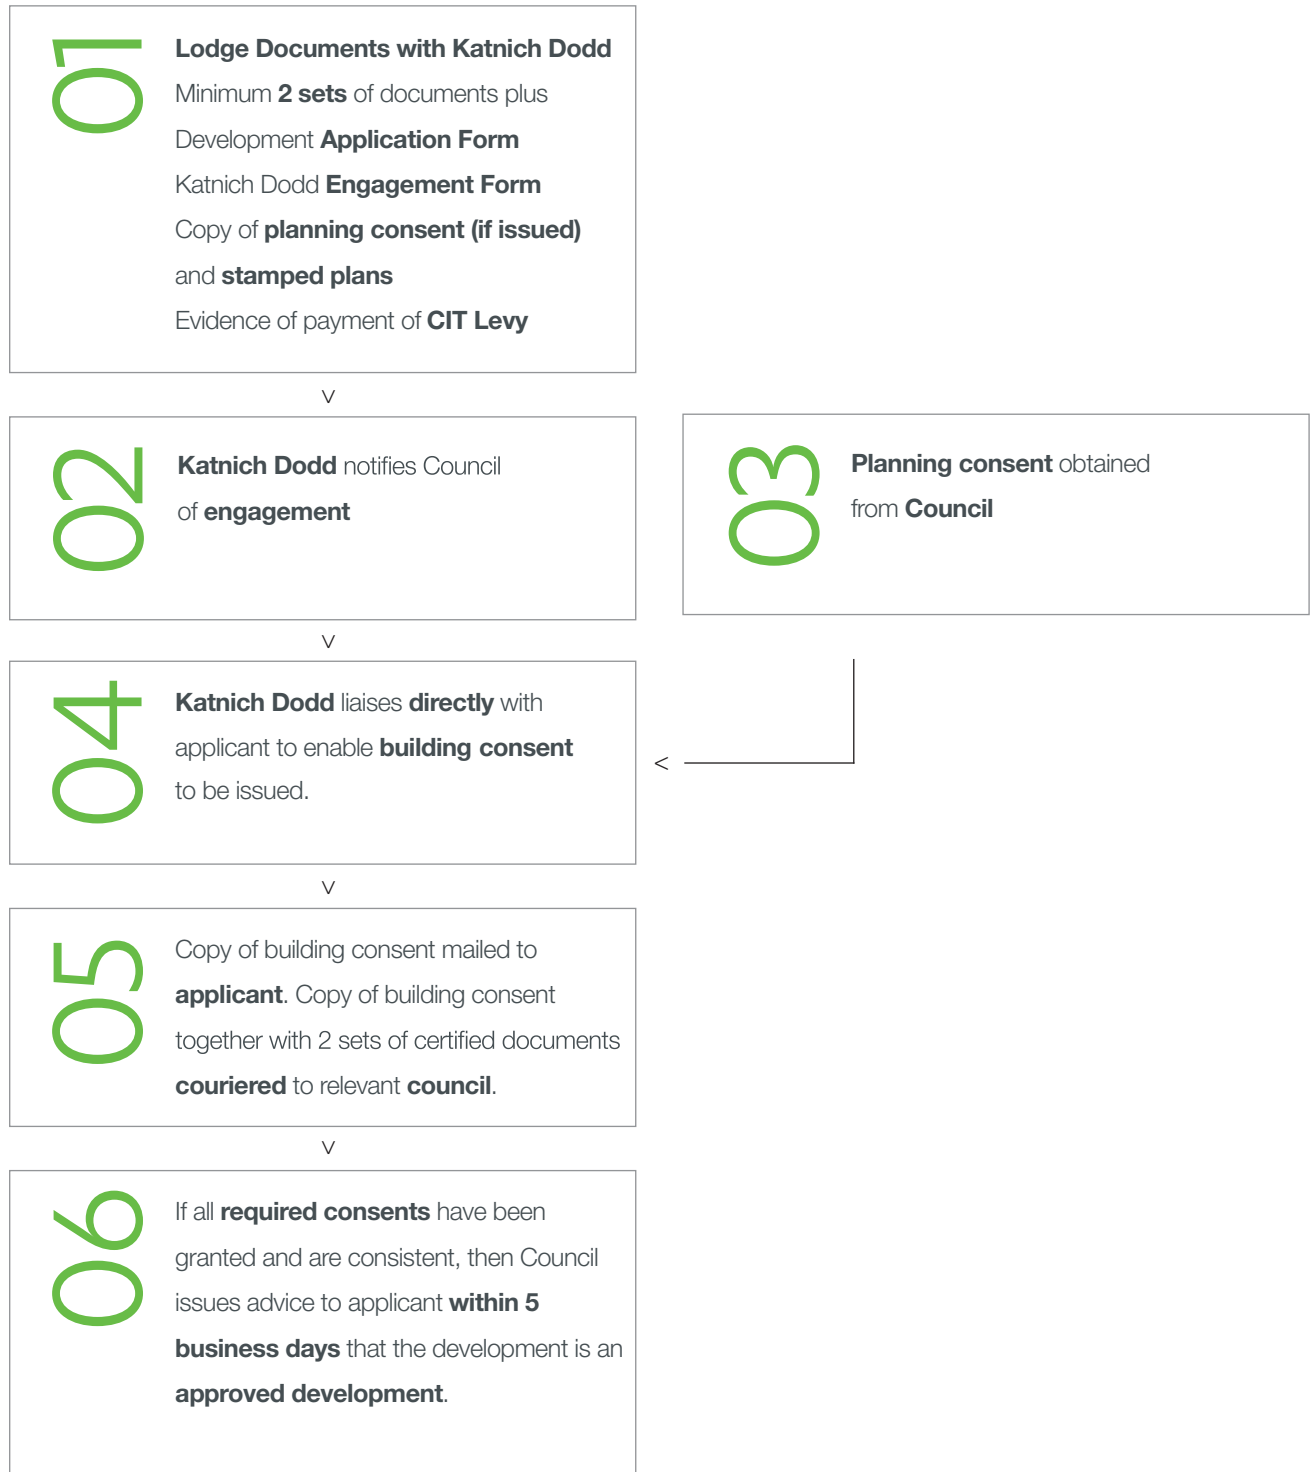 01
Lodge Documents with Katnich Dodd
Minimum 2 sets of documents plus
Development Application Form
Katnich Dodd Engagement Form
Copy of planning consent (if issued)
and stamped plans
Evidence of payment of CIT Levy
>
02
Katnich Dodd notifies Council
of engagement
03
Planning consent obtained
from Council
>
04
Katnich Dodd liaises directly with
applicant to enable building consent
to be issued.
<
>
05
Copy of building consent mailed to
applicant. Copy of building consent
together with 2 sets of certified documents
couriered to relevant council.
>
06
If all required consents have been
granted and are consistent, then Council
issues advice to applicant within 5
business days that the development is an
approved development.